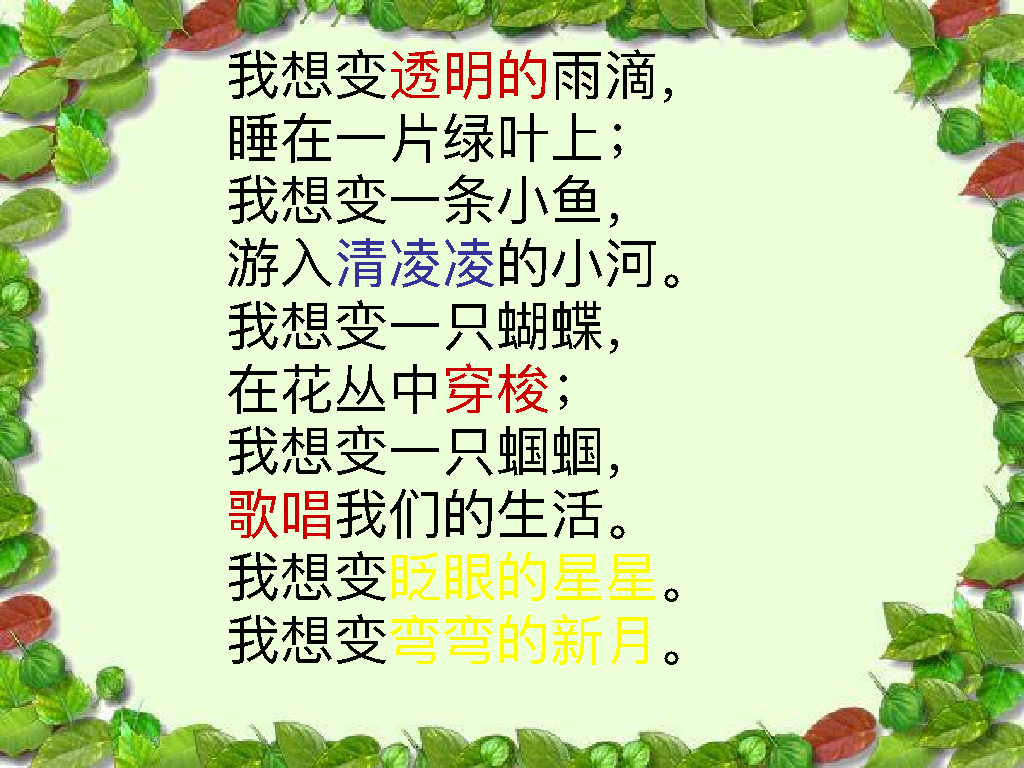 我想变透明的雨滴，
睡在一片绿叶上；
我想变一条小鱼，
游入清凌凌的小河。
我想变一只蝴蝶，
在花丛中穿梭；
我想变一只蝈蝈，
歌唱我们的生活。
我想变眨眼的星星。
我想变弯弯的新月。